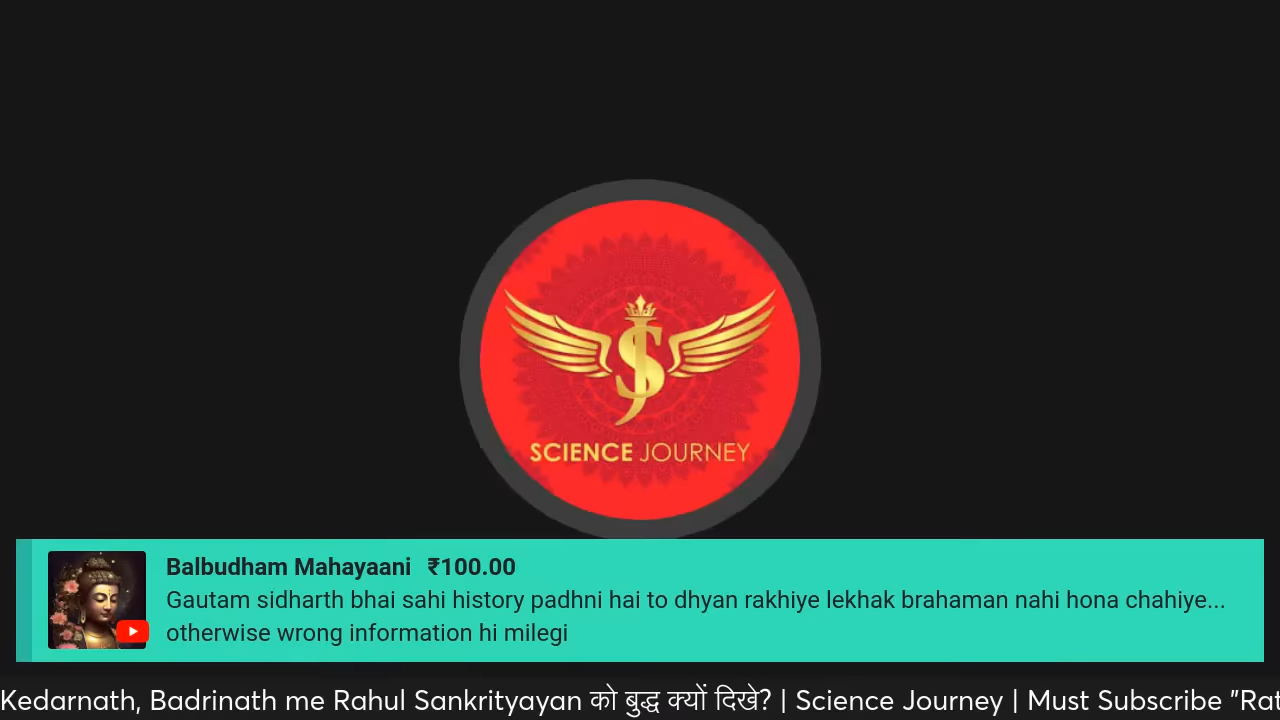 SCIENCE JOURNEY
Balbudham Mahayaani ₹100.00
Gautam sidharth bhai sahi history padhni hai to dhyan rakhiye lekhak brahaman nahi hona chahiye...
otherwise wrong information hi milegi
Kedarnath, Badrinath me Rahul Sankrityayan को बुद्ध क्यों दिखे? | Science Journey | Must Subscribe "Rat